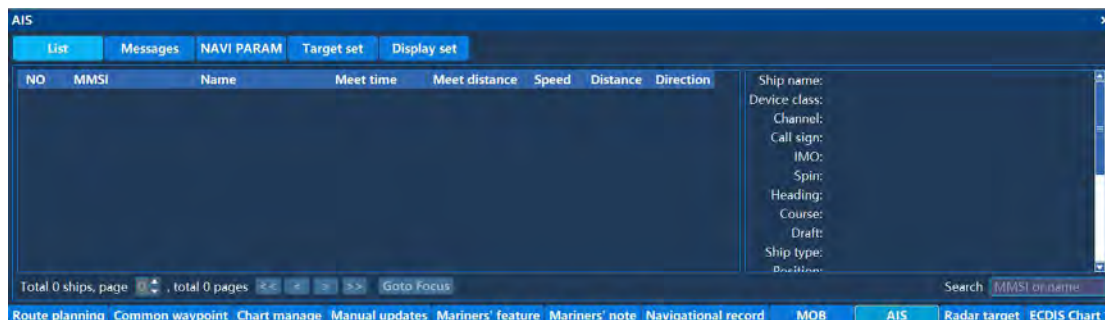 AIS
List Messages NAVI PARAM Target set Display set
NO MMSI Name Meet time Meet distance Speed Distance Direction
Ship name:
Device class:
Channel:
Call sign:
IMO:
Spin:
Heading:
Course:
Draft:
Ship type:
Position:
Total 0 ships, page 0 , total 0 pages << < > >> Goto Focus Search MMSI or name
Route planning Common waypoint Chart manage Manual updates Mariners' feature Mariners' note Navigational record MOB AIS Radar target ECDIS Chart